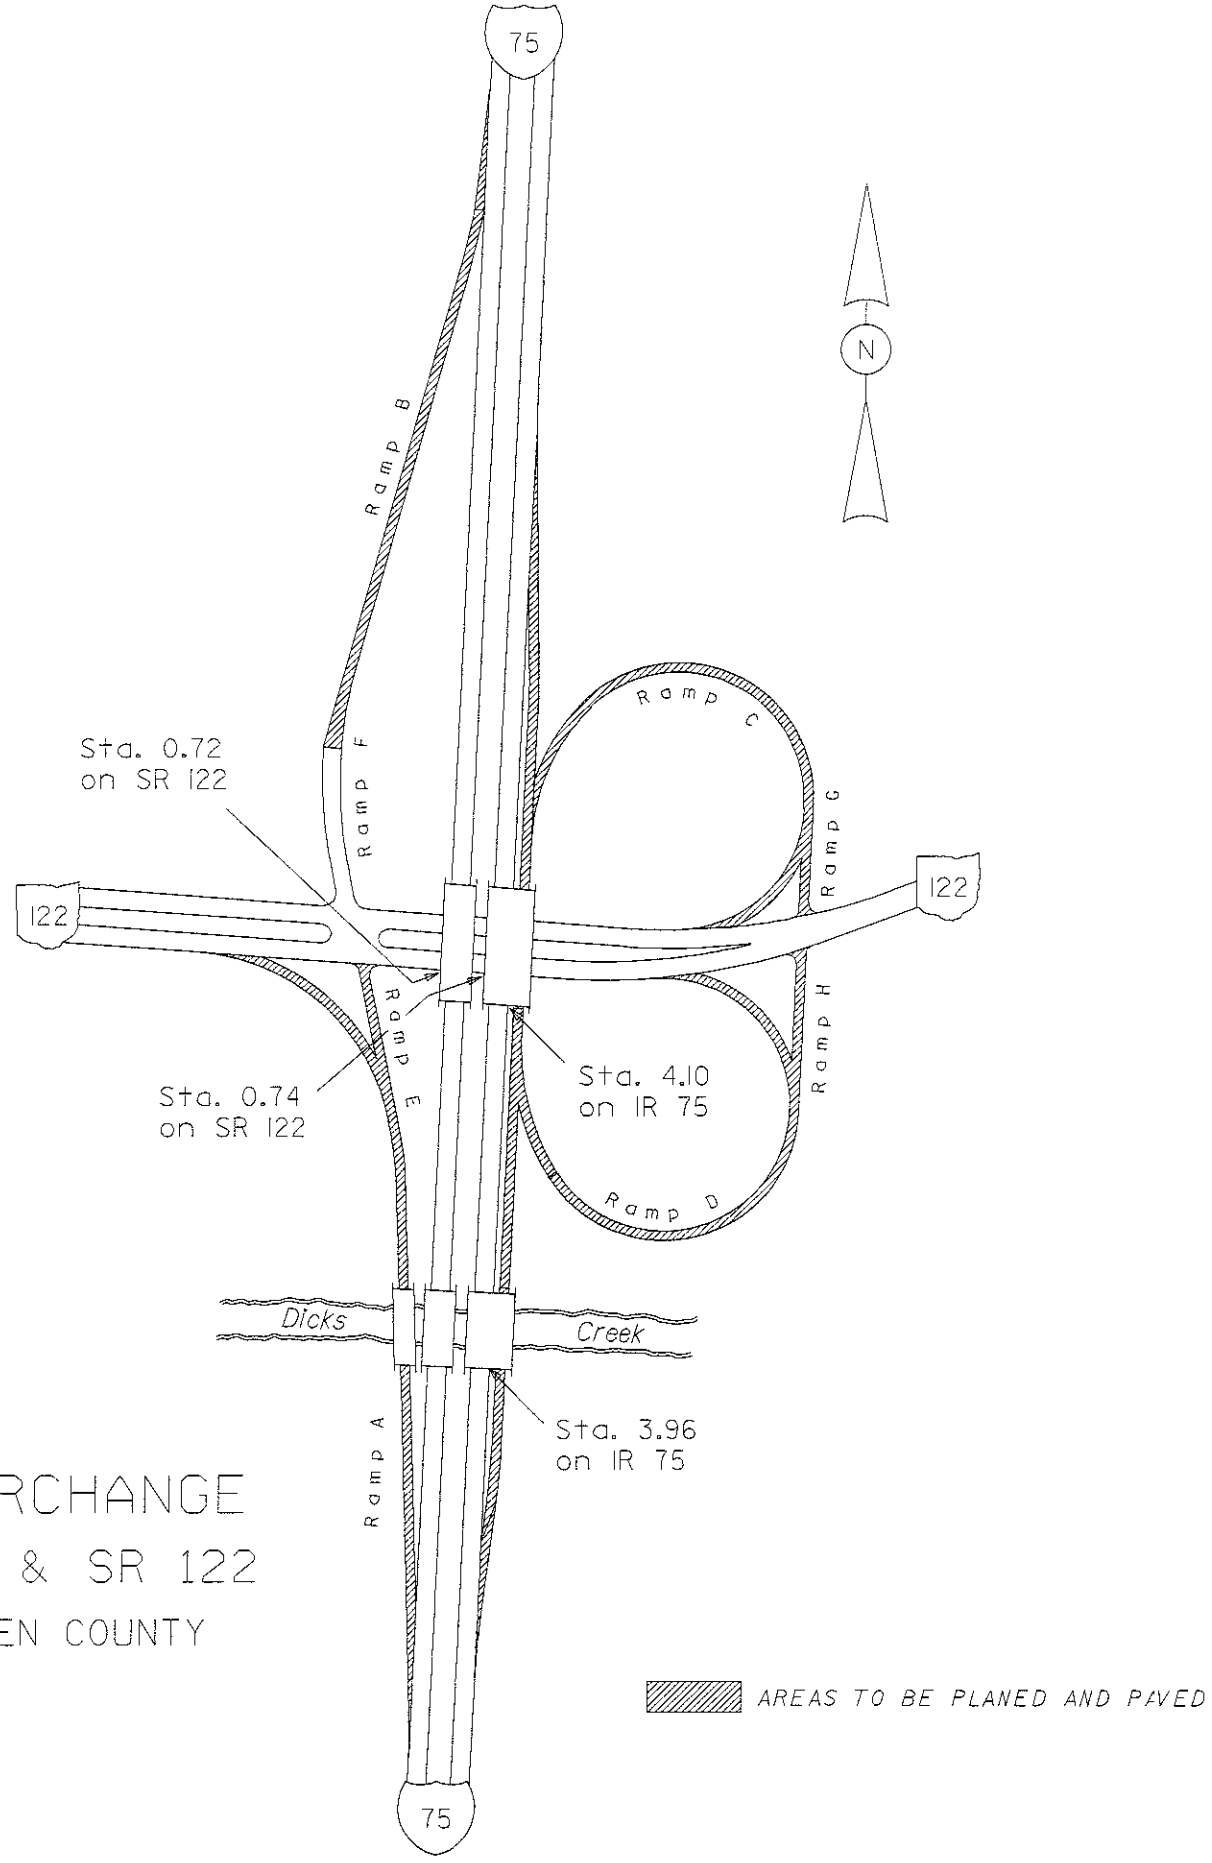 75
N
Ramp B
Ramp C
Sta. 0.72
on SR 122
Ramp F
Ramp G
122
122
Ramp E
Ramp H
Sta. 4.10
on IR 75
Sta. 0.74
on SR 122
Ramp D
Dicks Creek
Ramp A
Sta. 3.96
on IR 75
RCHANGE
& SR 122
EN COUNTY
AREAS TO BE PLANED AND PAVED
75